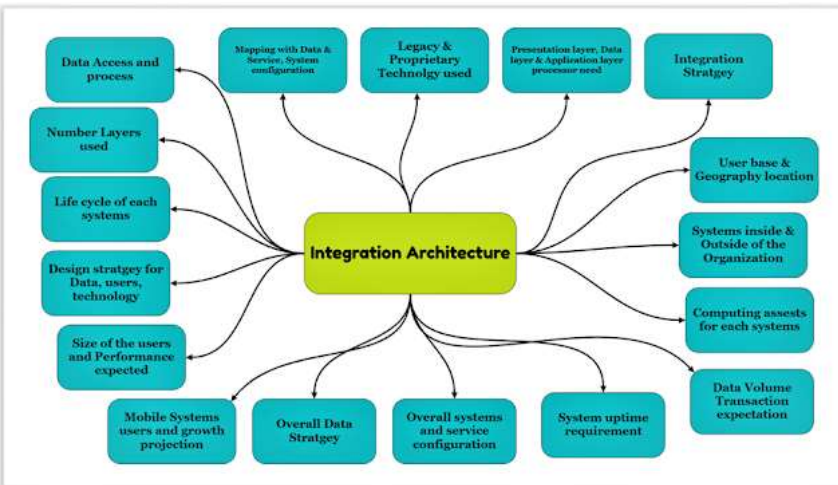 Data Access and
process
Mapping with Data &
Service, System
configuration
Legacy &
Proprietary
Technolgy used
Presentation layer, Data
layer & Application layer
processor need
Integration
Stratgey
Number Layers
used
User base &
Geography location
Life cycle of each
systems
Integration Architecture
Systems inside &
Outside of the
Organization
Design stratgey for
Data, users,
technology
Computing assests
for each systems
Size of the users
and Performance
expected
Mobile Systems
users and growth
projection
Overall Data
Stratgey
Overall systems
and service
configuration
System uptime
requirement
Data Volume
Transaction
expectation